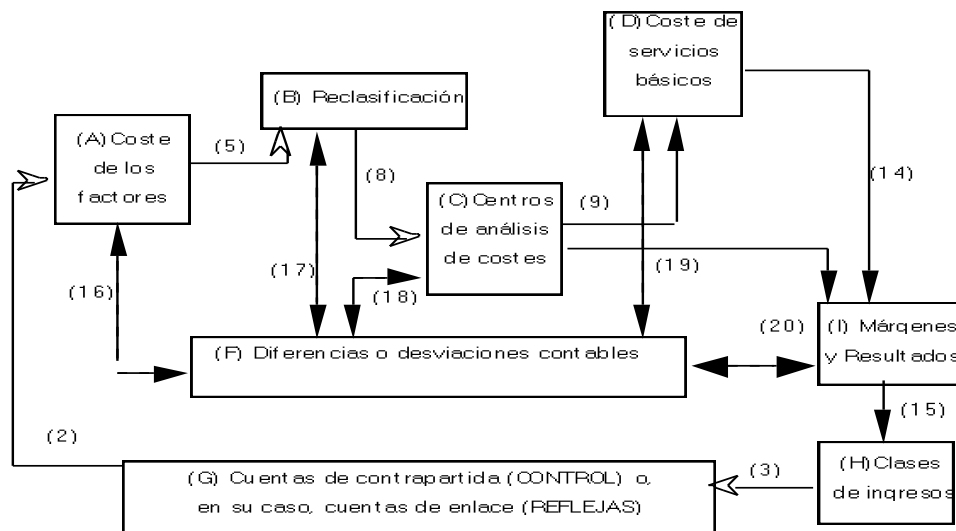 (D) Coste de
servicios
básicos
(B) Reclasificación
(A) Coste
de los
factores
(5)
(8)
(C) Centros
de análisis
de costes
(9)
(14)
(16)
(17)
(18)
(19)
(20)
(F) Diferencias o desviaciones contables
(I) Márgenes
y Resultados
(15)
(2)
(G) Cuentas de contrapartida (CONTROL) o,
en su caso, cuentas de enlace (REFLEJAS)
(3)
(H) Clases
de ingresos